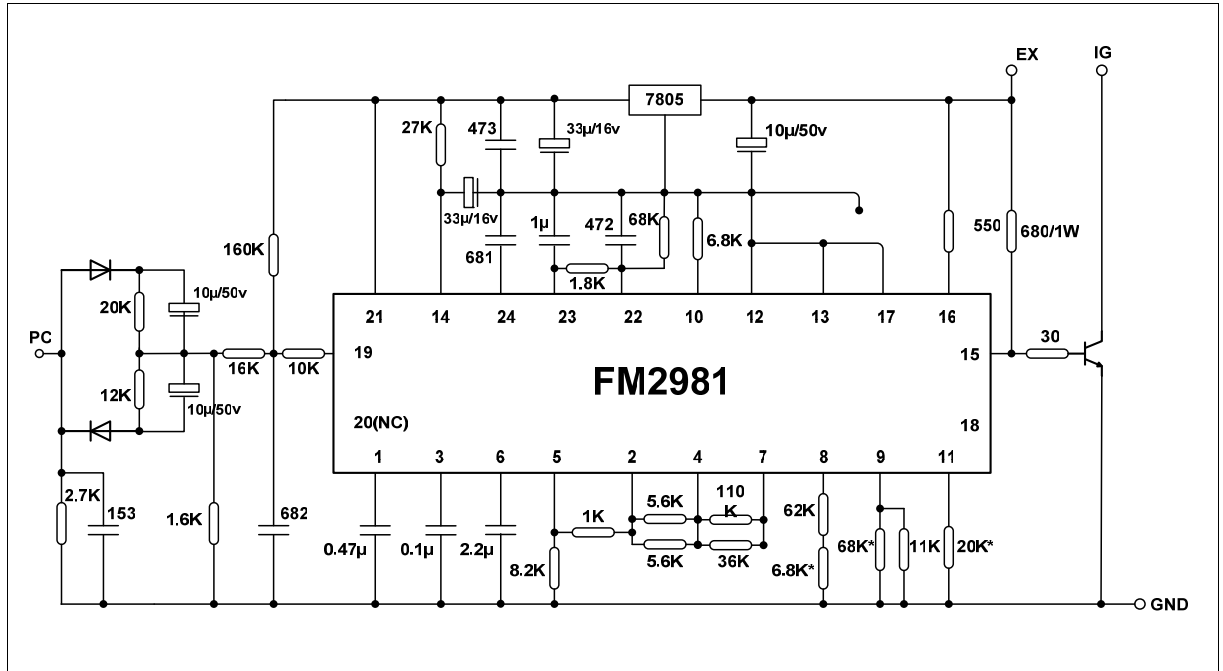 EX
IG
7805
27K
473
33μ/16v
10μ/50v
33μ/16v
1μ
472
68K
550
680/1W
160K
681
6.8K
1.8K
10μ/50v
20K
21
14
24
23
22
10
12
13
17
16
PC
19
15
30
16K
10K
12K
10μ/50v
FM2981
20(NC)
18
1
3
6
5
2
4
7
8
9
11
2.7K
153
1.6K
682
0.47μ
0.1μ
2.2μ
1K
5.6K
110
K
62K
8.2K
5.6K
36K
6.8K*
68K*
11K
20K*
GND